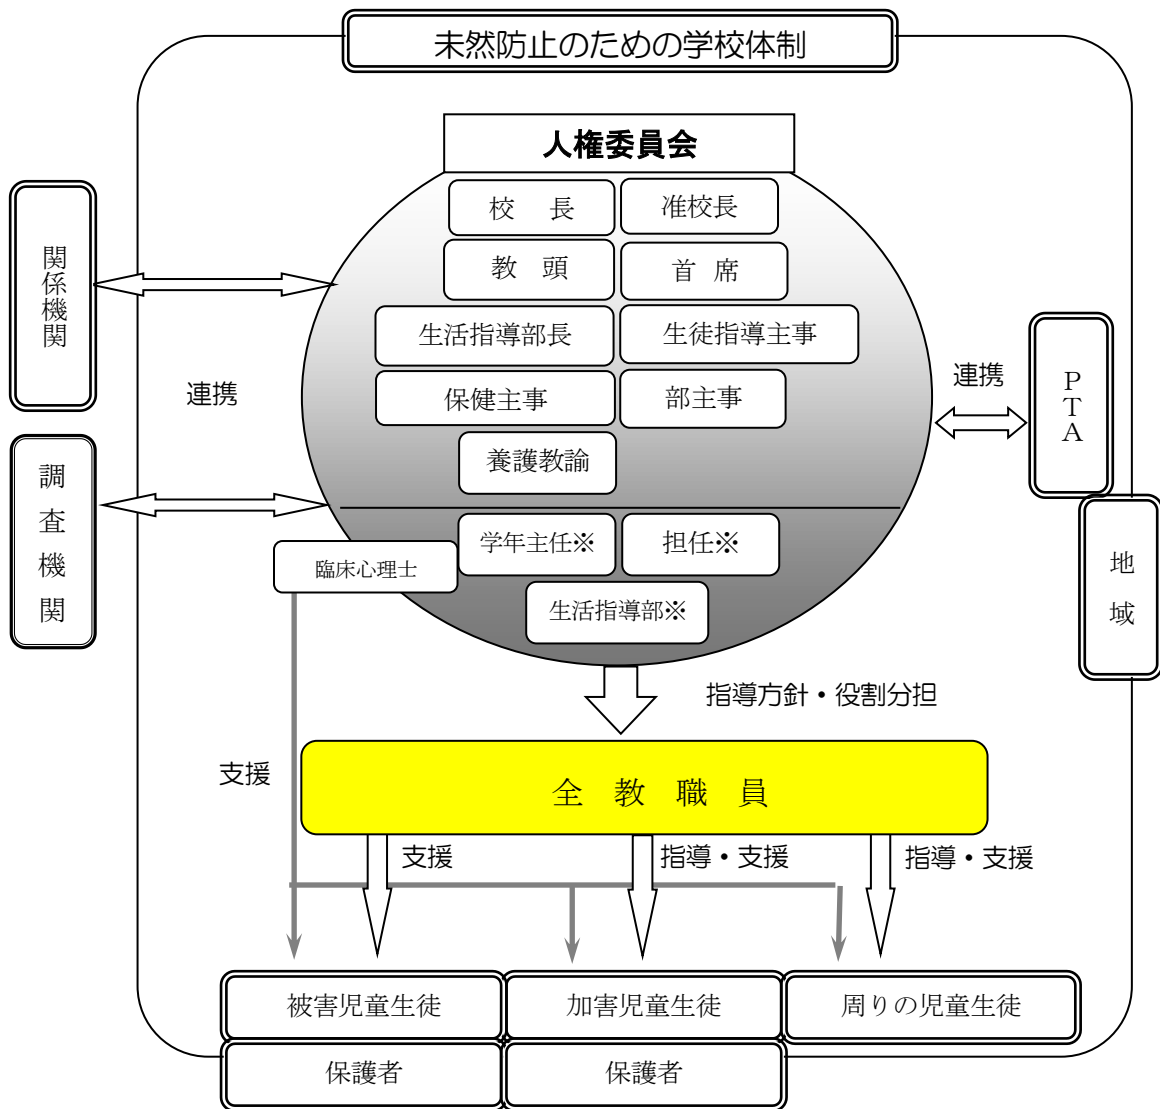 未然防止のための学校体制
人権委員会
校　長
准校長
教　頭
首　席
生活指導部長
生徒指導主事
保健主事
部主事
養護教諭
学年主任※
担任※
臨床心理士
生活指導部※
関係機関
連携
調査機関
連携
PTA
地域
指導方針・役割分担
支援
全　教　職　員
支援
指導・支援
指導・支援
被害児童生徒
加害児童生徒
周りの児童生徒
保護者
保護者